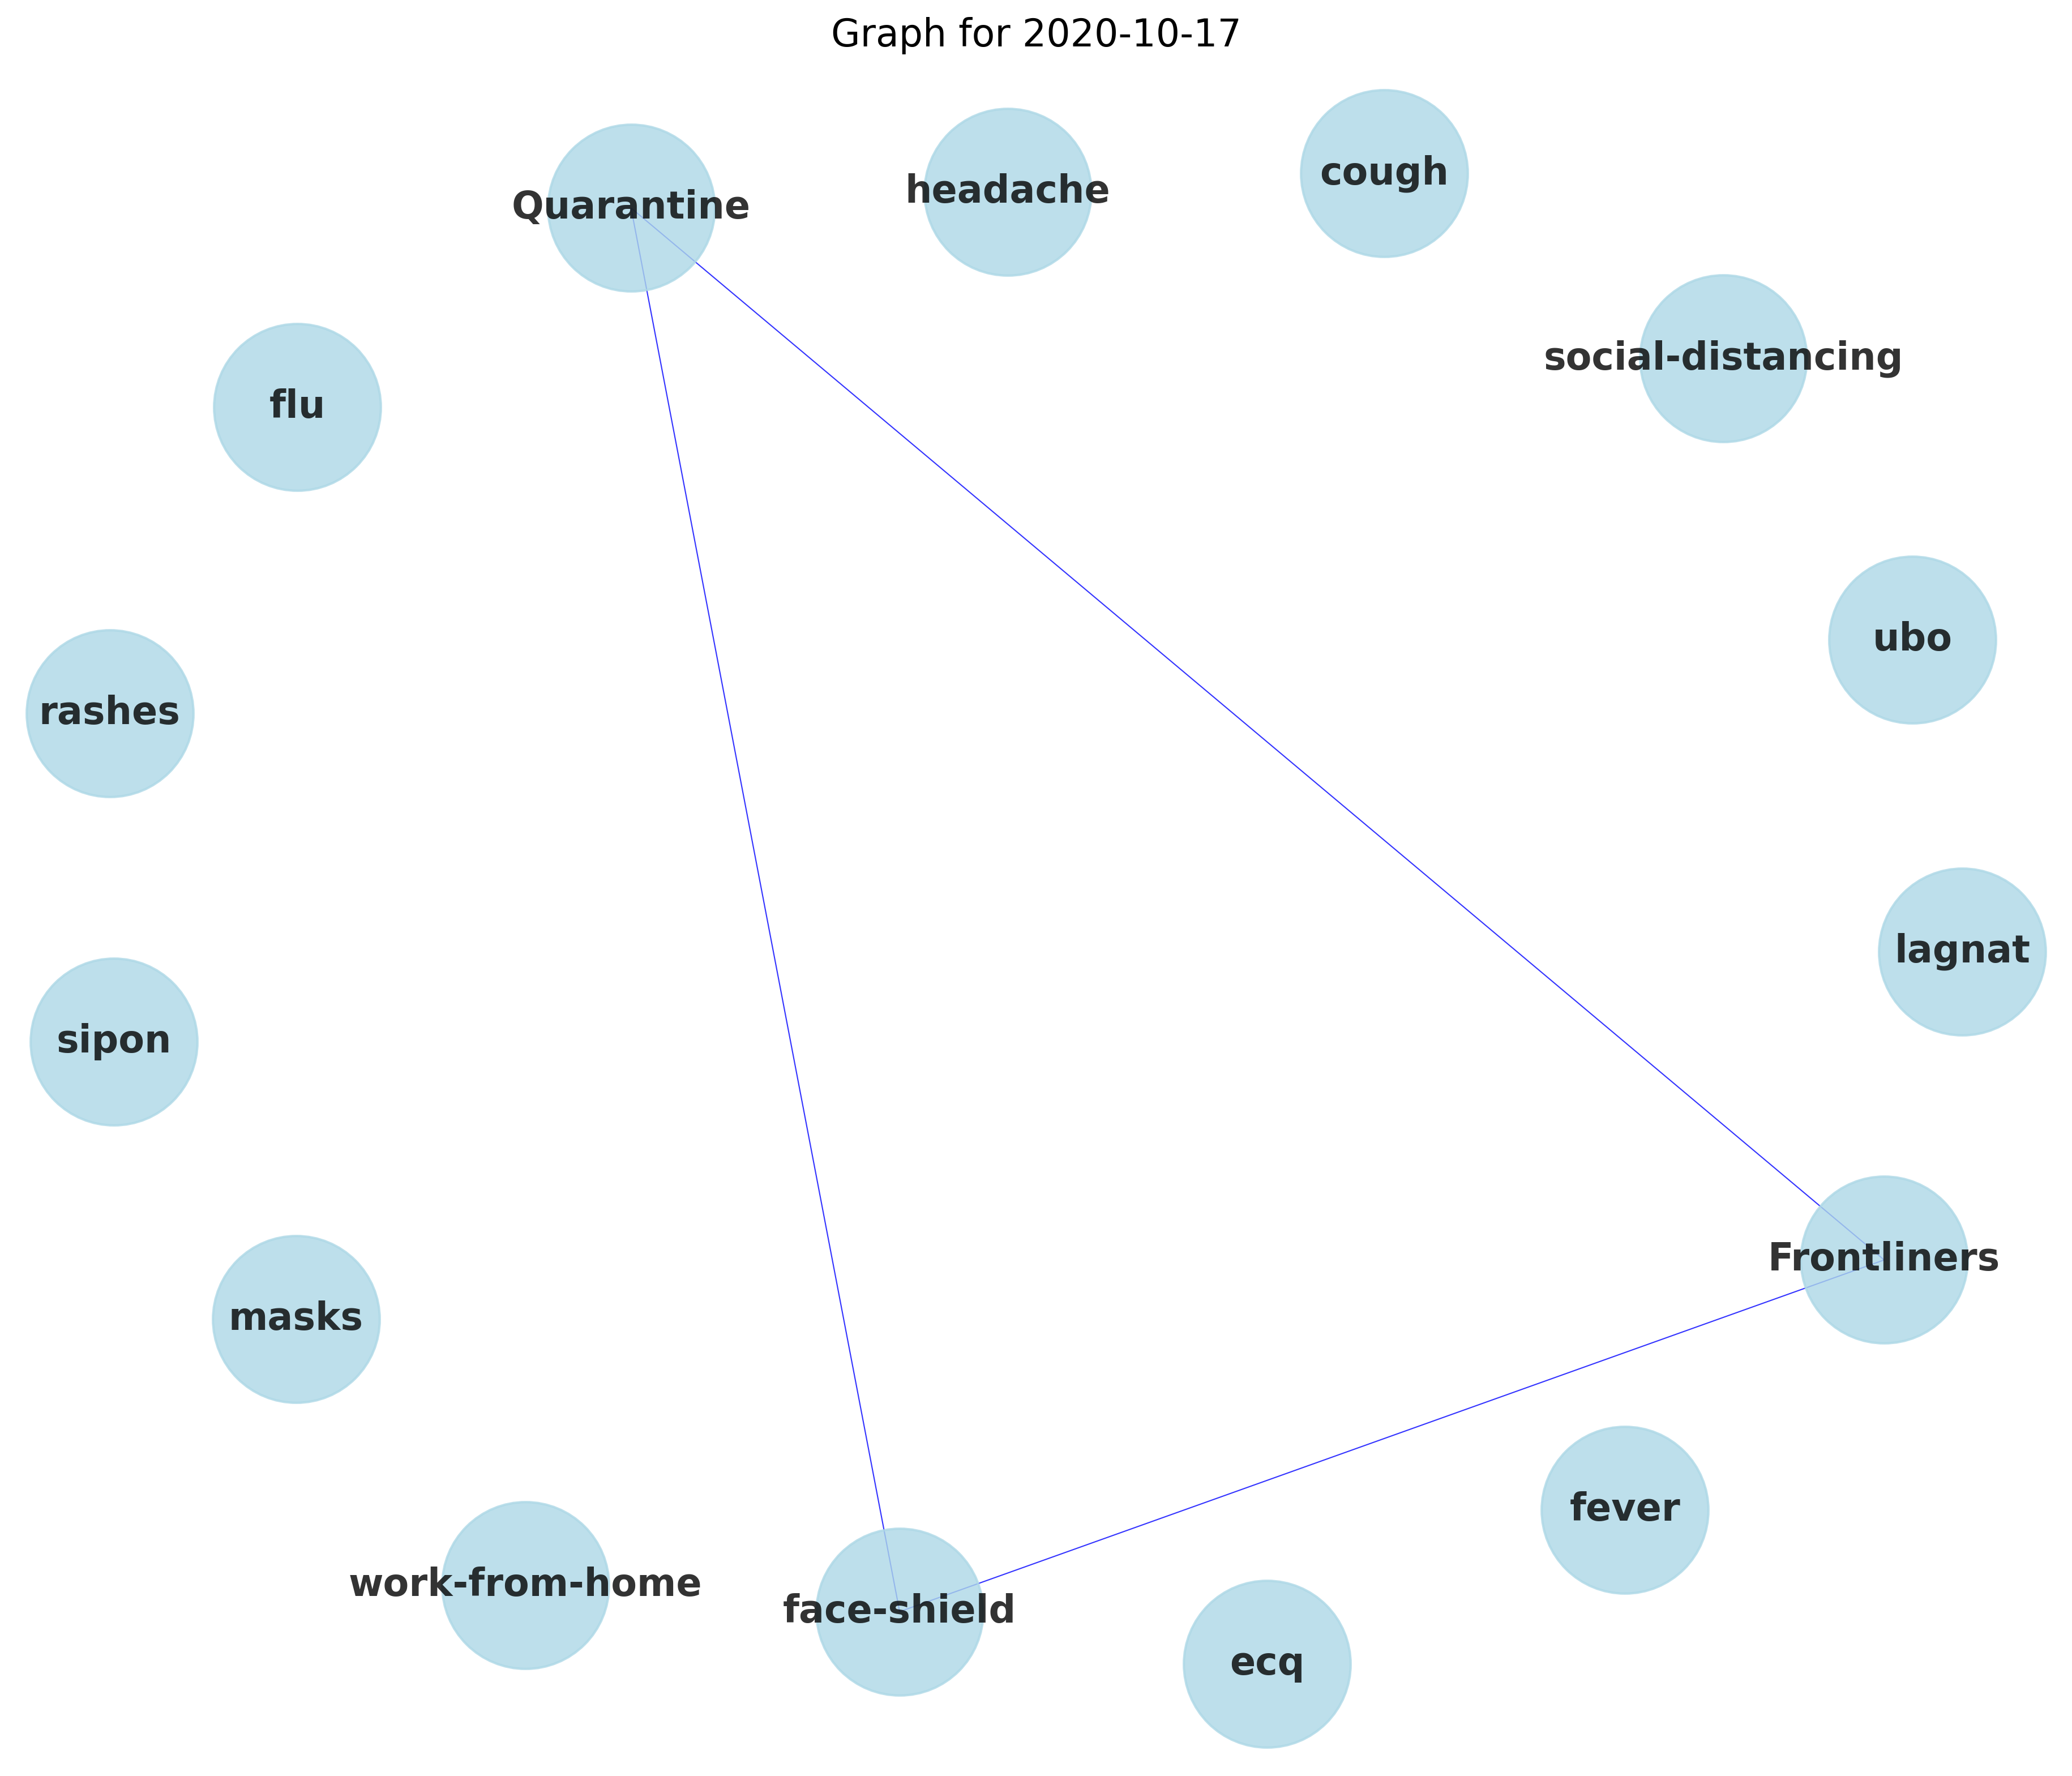 Graph for 2020-10-17
cough
headache
Quarantine
social-distancing
flu
ubo
rashes
lagnat
sipon
Frontliners
masks
fever
work-from-home
face-shield
ecq